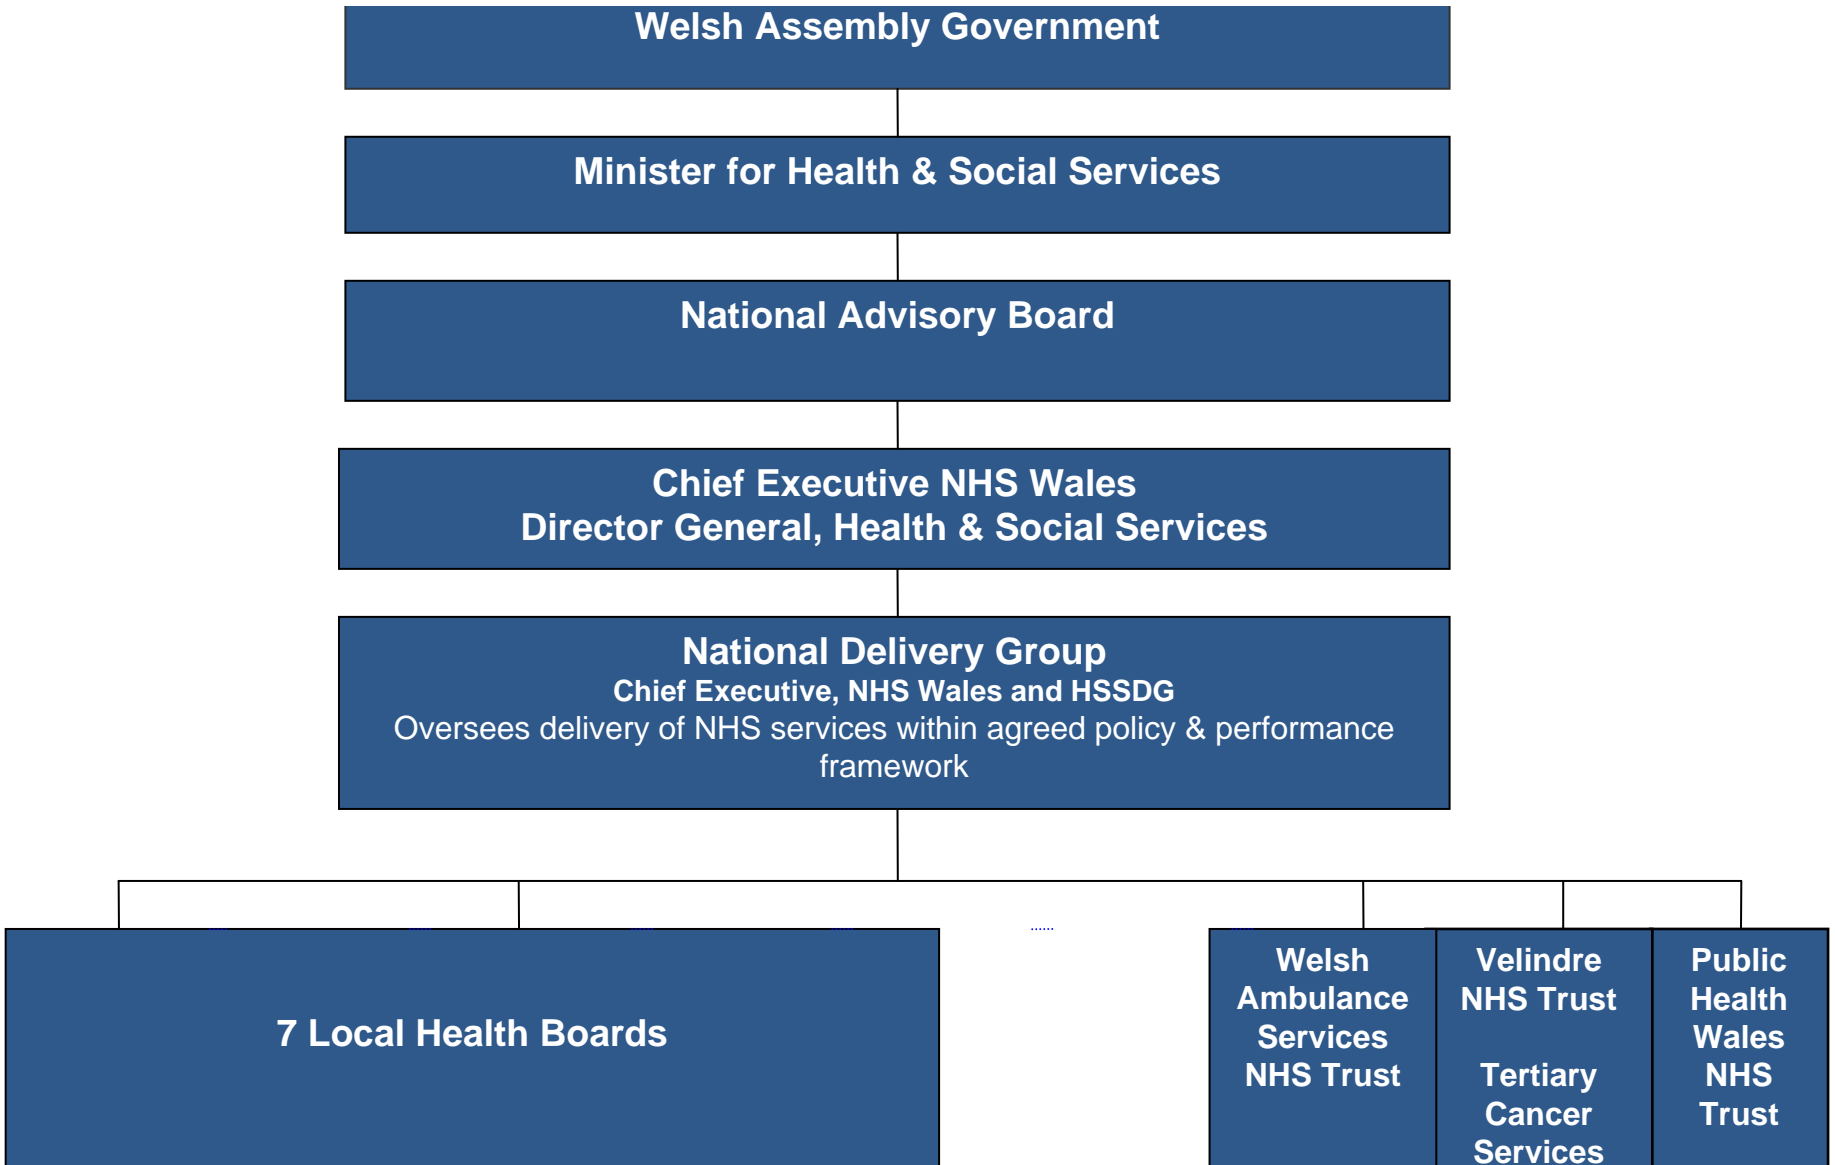 Welsh Assembly Government
Minister for Health & Social Services
National Advisory Board
Chief Executive NHS Wales
Director General, Health & Social Services
National Delivery Group
Chief Executive, NHS Wales and HSSDG
Oversees delivery of NHS services within agreed policy & performance
framework
7 Local Health Boards
Welsh
Ambulance
Services
NHS Trust
Velindre
NHS Trust
Tertiary
Cancer
Services
Public
Health
Wales
NHS
Trust